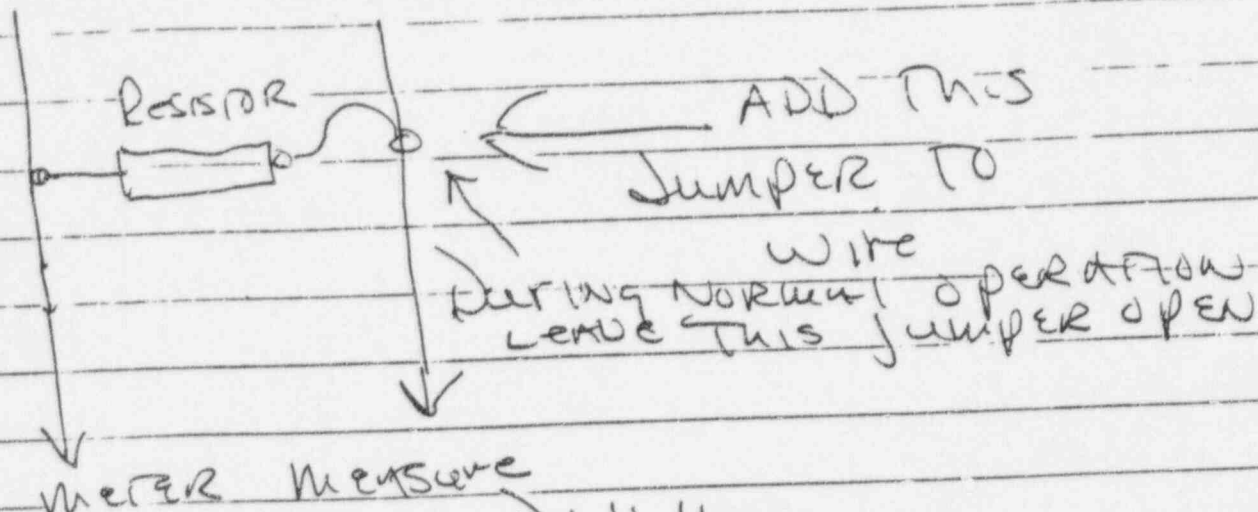 Resistor
ADD This
Jumper To
wire
During Normal operation
Leave This jumper open
Meter Measure